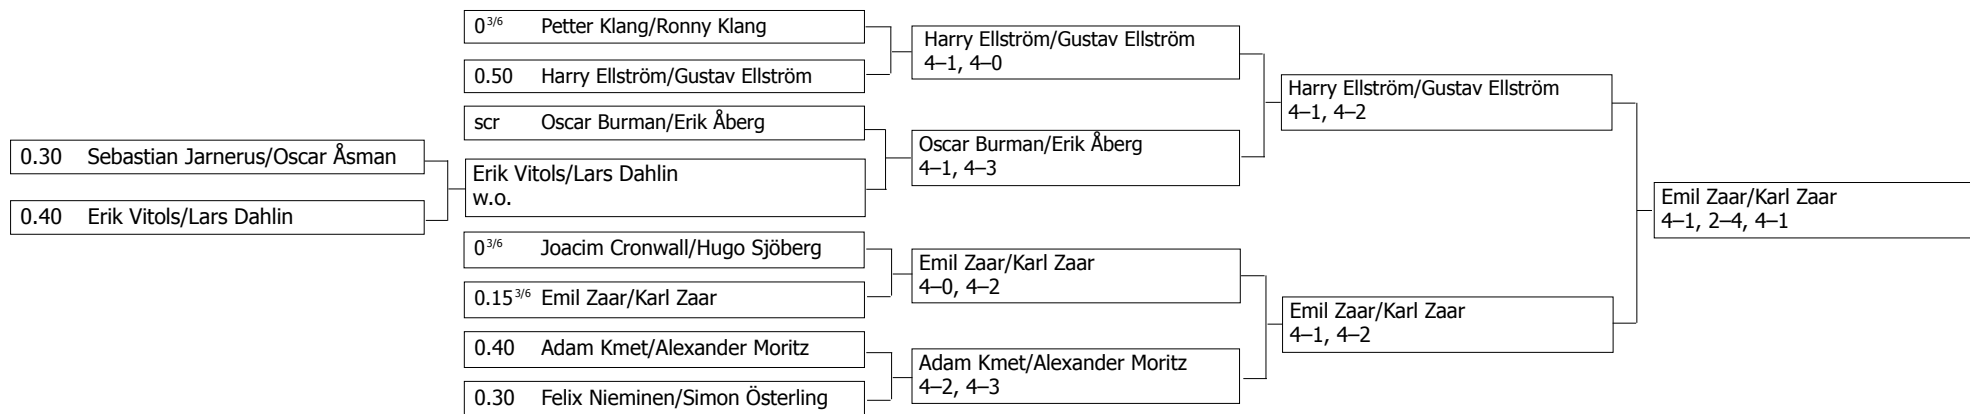 0.30 Sebastian Jarnerus/Oscar Åsman
0.40 Erik Vitols/Lars Dahlin
0 3/6 Petter Klang/Ronny Klang
0.50 Harry Ellström/Gustav Ellström
scr Oscar Burman/Erik Åberg
Erik Vitols/Lars Dahlin
w.o.
0 3/6 Joacim Cronwall/Hugo Sjöberg
0.15 3/6 Emil Zaar/Karl Zaar
0.40 Adam Kmet/Alexander Moritz
0.30 Felix Nieminen/Simon Österling
Harry Ellström/Gustav Ellström
4–1, 4–0
Oscar Burman/Erik Åberg
4–1, 4–3
Emil Zaar/Karl Zaar
4–0, 4–2
Adam Kmet/Alexander Moritz
4–2, 4–3
Harry Ellström/Gustav Ellström
4–1, 4–2
Emil Zaar/Karl Zaar
4–1, 4–2
Emil Zaar/Karl Zaar
4–1, 2–4, 4–1